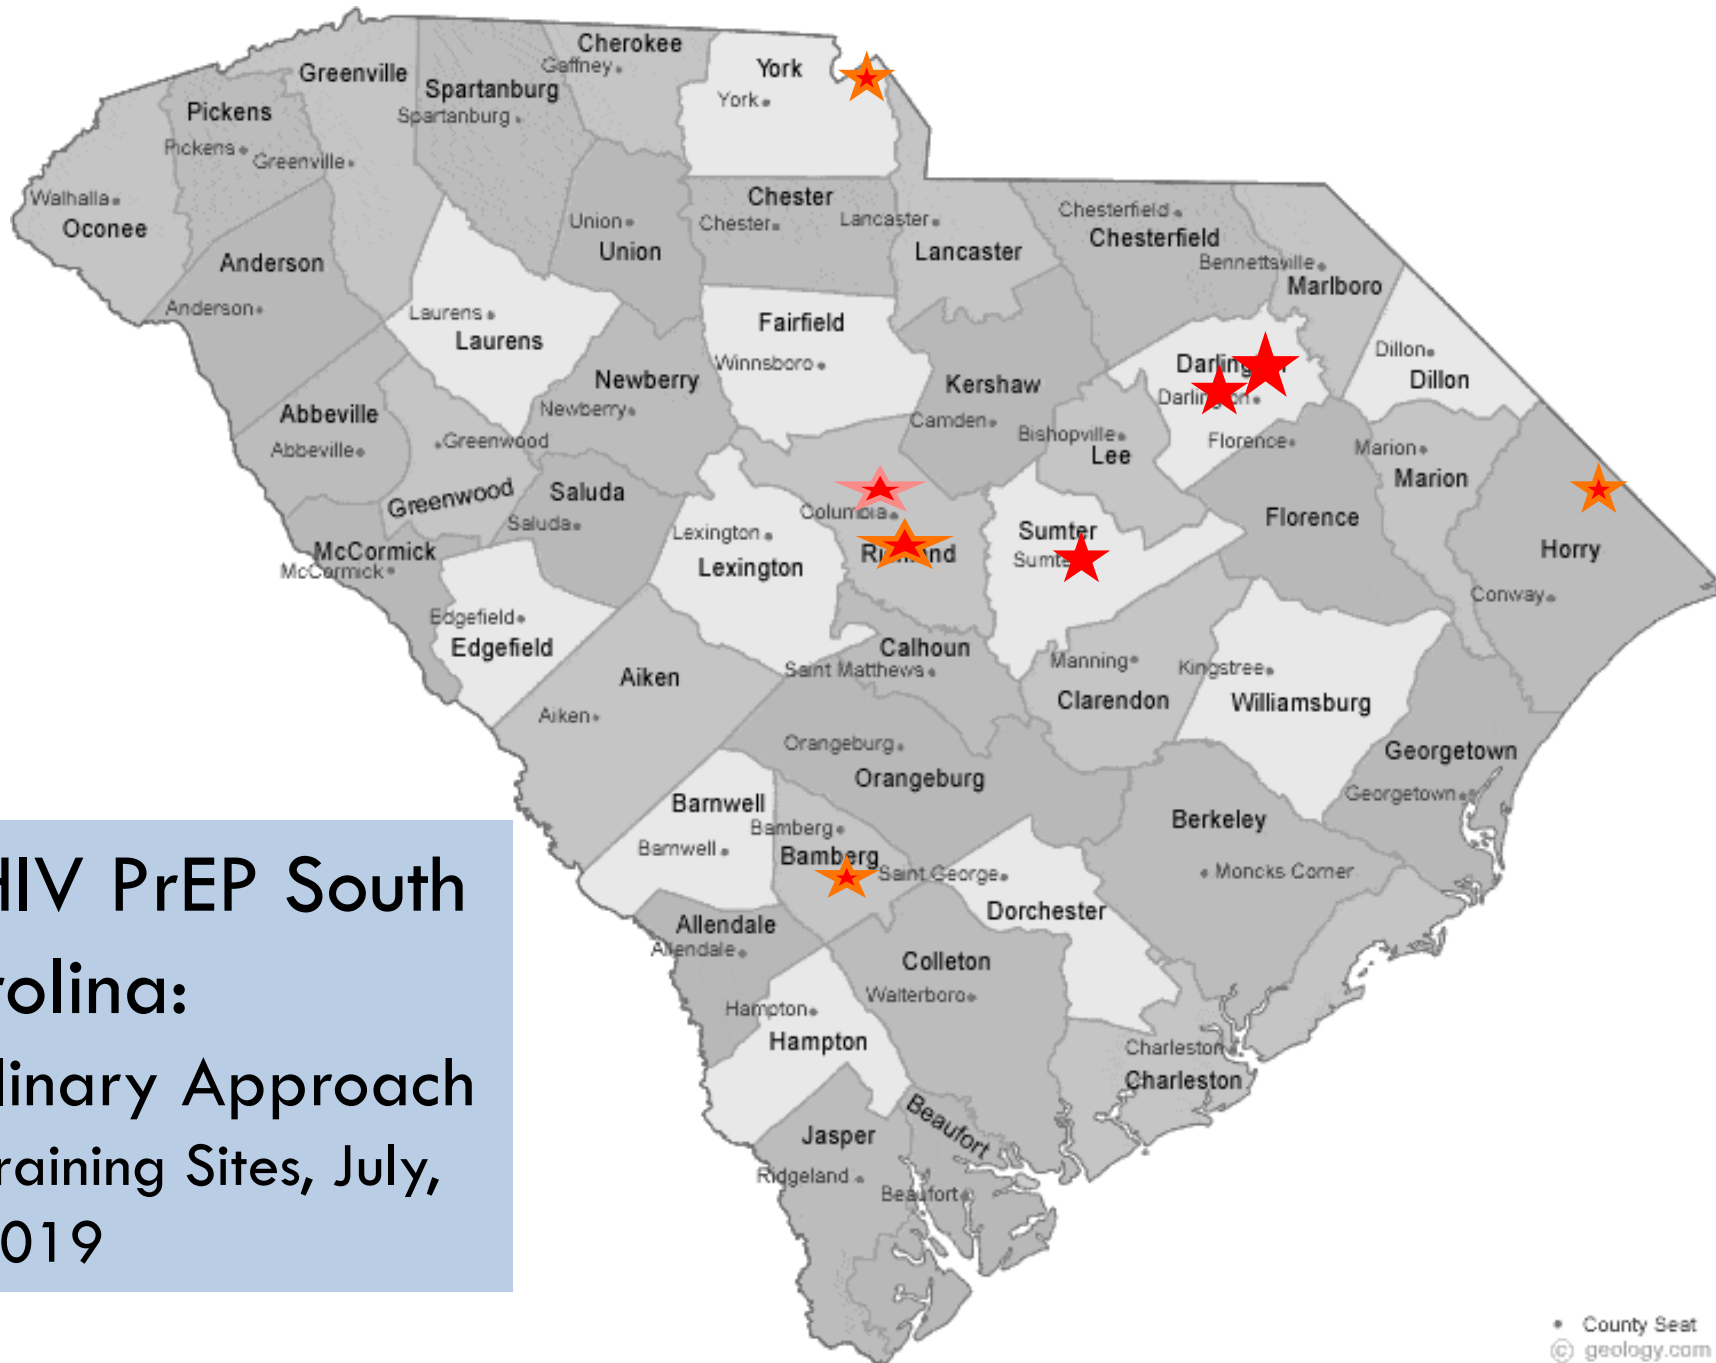 Cherokee
Gaffney
Greenville
Spartanburg
Spartanburg
York
York
Pickens
Pickens
Greenville
Walhalla
Oconee
Union
Union
Chester
Chester
Lancaster
Lancaster
Chesterfield
Chesterfield
Bennettsville
Marlboro
Anderson
Anderson
Laurens
Laurens
Fairfield
Winnsboro
Newberry
Newberry
Kershaw
Camden
Darlin
Darlin
Dillon
Dillon
Abbeville
Abbeville
Greenwood
Greenwood
Bishopville
Lee
Florence
Florence
Marion
Marion
Saluda
Saluda
Columbia
Lexington
Lexington
Sumter
Horry
Conway
McCormick
McCormick
Edgefield
Edgefield
Aiken
Aiken
Calhoun
Saint Matthews
Manning
Clarendon
Kingstree
Williamsburg
Orangeburg
Orangeburg
Georgetown
Georgetown
Barnwell
Barnwell
Bamberg
Bamberg
Saint George
Dorchester
Berkeley
Moncks Corner
Allendale
Allendale
Colleton
Walterboro
Hampton
Hampton
Charleston
Charleston
Jasper
Ridgeland
Beaufort
Beaufort
HIV PrEP South
rolina:
linary Approach
raining Sites, July,
019
County Seat
© geology.com